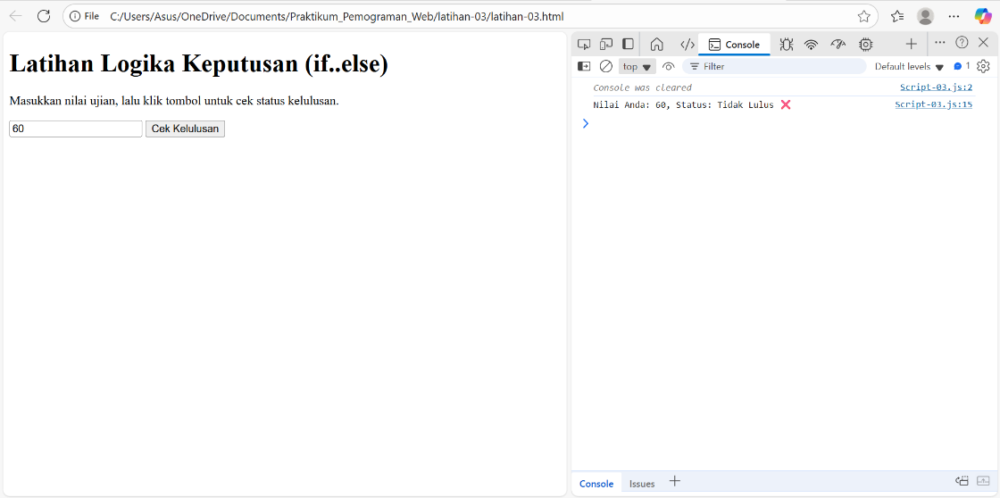 File C:/Users/Asus/OneDrive/Documents/Praktikum_Pemograman_Web/latihan-03/latihan-03.html
Latihan Logika Keputusan (if..else)
Masukkan nilai ujian, lalu klik tombol untuk cek status kelulusan.
60 Cek Kelulusan
Console
top Filter Default levels 1
Console was cleared Script-03.js:2
Nilai Anda: 60, Status: Tidak Lulus ❌ Script-03.js:15
Console Issues